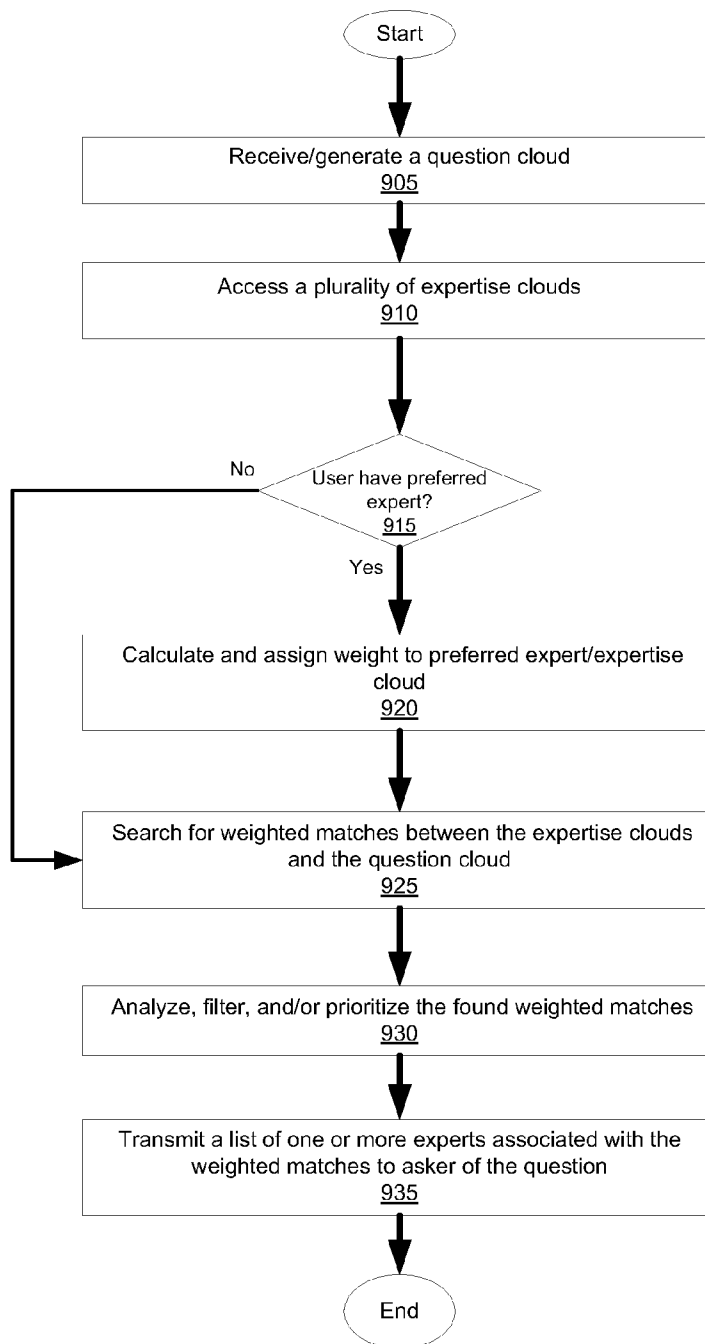 Start
Receive/generate a question cloud
905
Access a plurality of expertise clouds
910
No
User have preferred
expert?
915
Yes
Calculate and assign weight to preferred expert/expertise
cloud
920
Search for weighted matches between the expertise clouds
and the question cloud
925
Analyze, filter, and/or prioritize the found weighted matches
930
Transmit a list of one or more experts associated with the
weighted matches to asker of the question
935
End